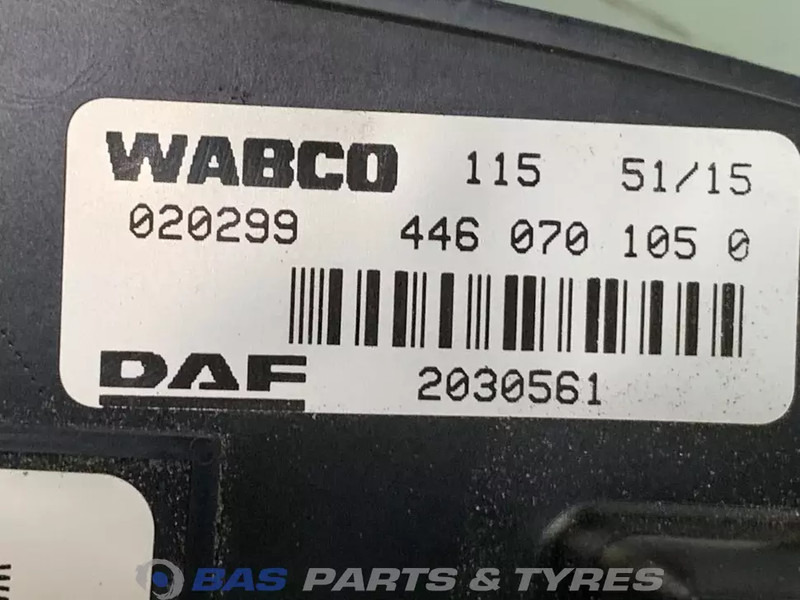 WABCO 115 51/15
020299 446 070 105 0
DAF 2030561
BAS PARTS & TYRES